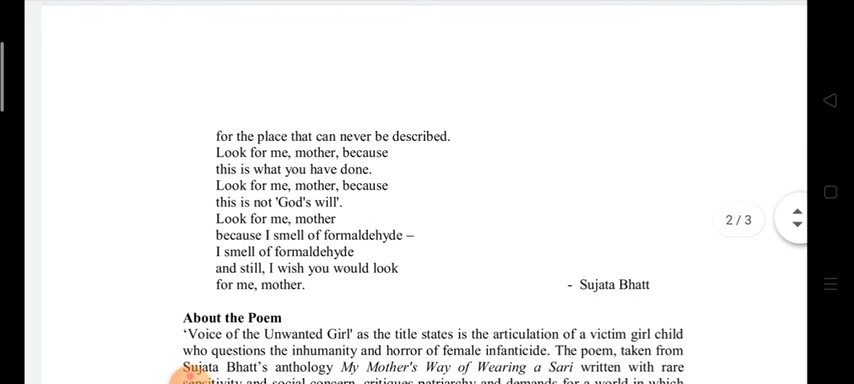 for the place that can never be described.
Look for me, mother, because
this is what you have done.
Look for me, mother, because
this is not 'God's will'.
Look for me, mother
because I smell of formaldehyde –
I smell of formaldehyde
and still, I wish you would look
for me, mother.
- Sujata Bhatt
2 / 3
About the Poem
‘Voice of the Unwanted Girl' as the title states is the articulation of a victim girl child
who questions the inhumanity and horror of female infanticide. The poem, taken from
Sujata Bhatt’s anthology My Mother's Way of Wearing a Sari written with rare
sensitivity and social concern, critiques patriarchy and demands for a world in which